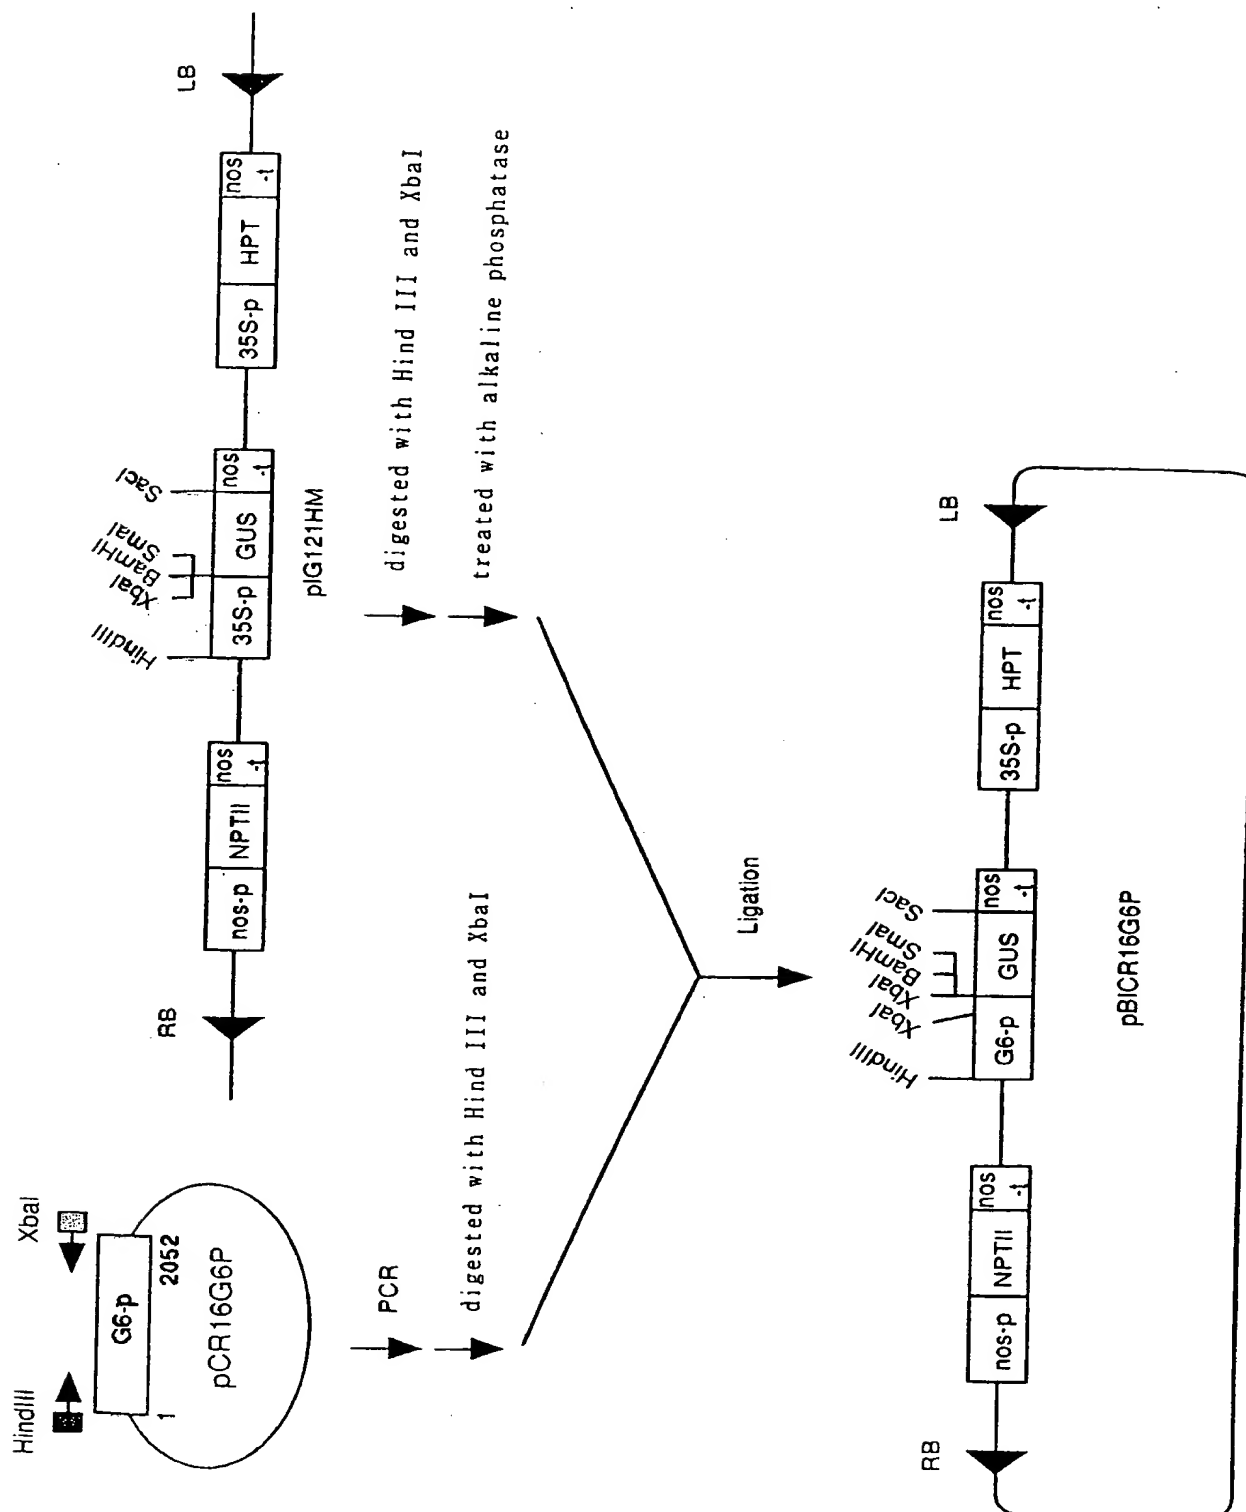 HindIII
XbaI
G6-p
1
2052
pCR16G6P
PCR
digested with Hind III and XbaI
RB
nos-p
NPTII
nos
-t
HindIII
XbaI
BamHI
SmaI
SacI
35S-p
GUS
nos
-t
35S-p
HPT
nos
-t
LB
pIG121HM
digested with Hind III and XbaI
treated with alkaline phosphatase
Ligation
RB
nos-p
NPTII
nos
-t
HindIII
XbaI
XbaI
BamHI
SmaI
SacI
G6-p
GUS
nos
-t
35S-p
HPT
nos
-t
LB
pBICR16G6P